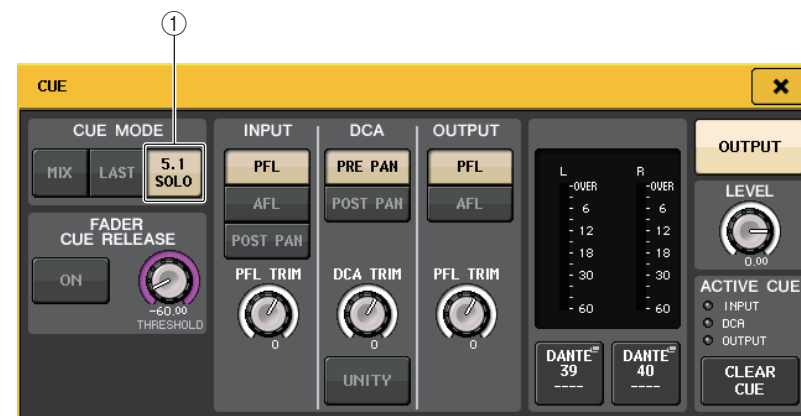 1
CUE
CUE MODE
MIX
LAST
5.1
SOLO
FADER
CUE RELEASE
ON
-60.00
THRESHOLD
INPUT
PFL
AFL
POST PAN
PFL TRIM
0
DCA
PRE PAN
POST PAN
DCA TRIM
0
UNITY
OUTPUT
PFL
AFL
PFL TRIM
0
L R
-OVER -OVER
6 6
12 12
18 18
30 30
60 60
DANTE
39
----
DANTE
40
----
OUTPUT
LEVEL
0.00
ACTIVE CUE
INPUT
DCA
OUTPUT
CLEAR
CUE